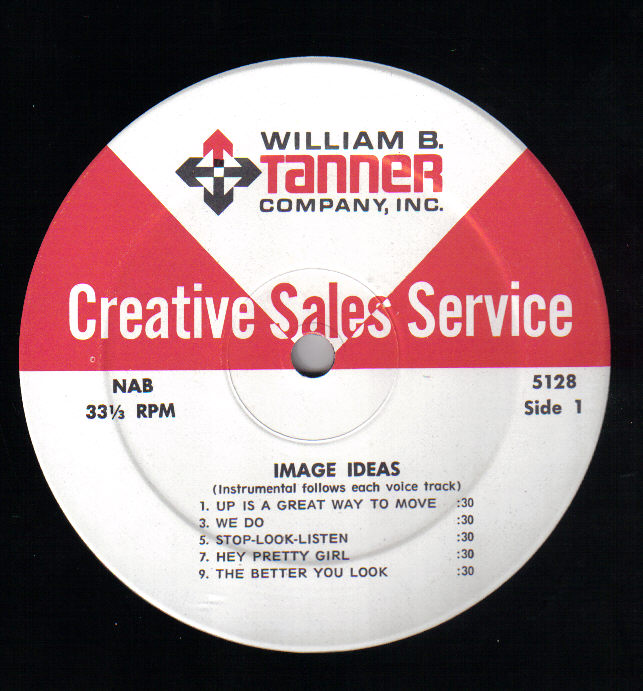 WILLIAM B.
TANNER
COMPANY, INC.
Creative Sales Service
NAB
33⅓ RPM
5128
Side 1
IMAGE IDEAS
(Instrumental follows each voice track)
1. UP IS A GREAT WAY TO MOVE :30
3. WE DO :30
5. STOP-LOOK-LISTEN :30
7. HEY PRETTY GIRL :30
9. THE BETTER YOU LOOK :30